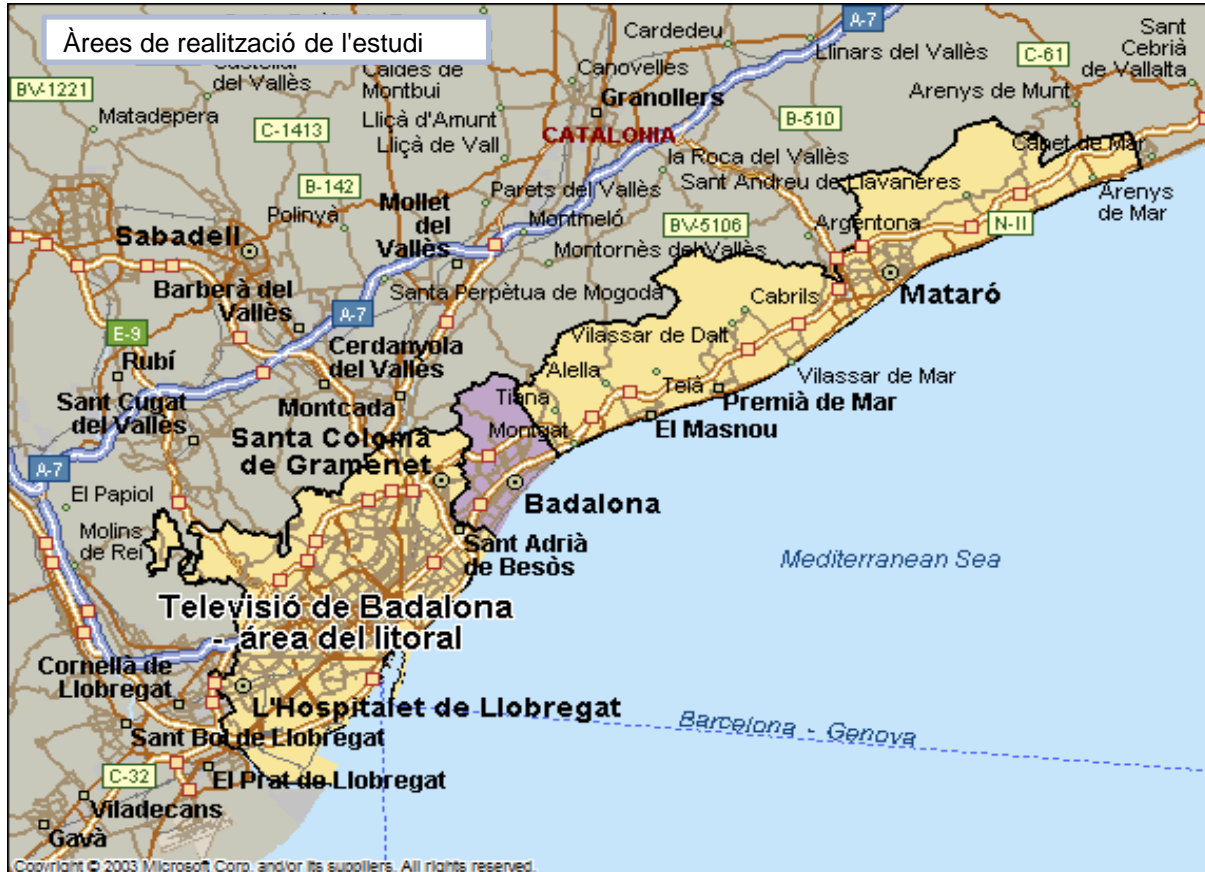 Àrees de realització de l'estudi
A-7
Cardedeu
Llinars del Vallès
C-61
Sant
Cebrià
de Vallalta
BV-1221
del Vallès
Caldes de
Montbui
Canovelles
Granollers
Arenys de Munt
Matadepera
C-1413
Lliçà d'Amunt
Lliçà de Vall
CATALONIA
B-510
Canet de Mar
la Roca del Vallès
B-142
Parets del Vallès
Sant Andreu de Llavaneres
Arenys
de Mar
Polinyà
Mollet
del
Vallès
Montmeló
BV-5106
Argentona
N-II
Sabadell
Montornès del Vallès
Barberà del
Vallès
Santa Perpètua de Mogoda
Cabrils
Mataró
A-7
E-9
Rubí
Cerdanyola
del Vallès
Vilassar de Dalt
Alella
Teià
Vilassar de Mar
Sant Cugat
del Vallès
Montcada
Tiana
Premià de Mar
Montgat
El Masnou
Santa Coloma
de Gramenet
A-7
El Papiol
Badalona
Molins
de Rei
Sant Adrià
de Besòs
Mediterranean Sea
Televisió de Badalona
- área del litoral
Cornellà de
Llobregat
L'Hospitalet de Llobregat
Barcelona - Genova
Sant Boi de Llobregat
C-32
El Prat de Llobregat
Viladecans
Gavà
Copyright © 2003 Microsoft Corp. and/or its suppliers. All rights reserved.